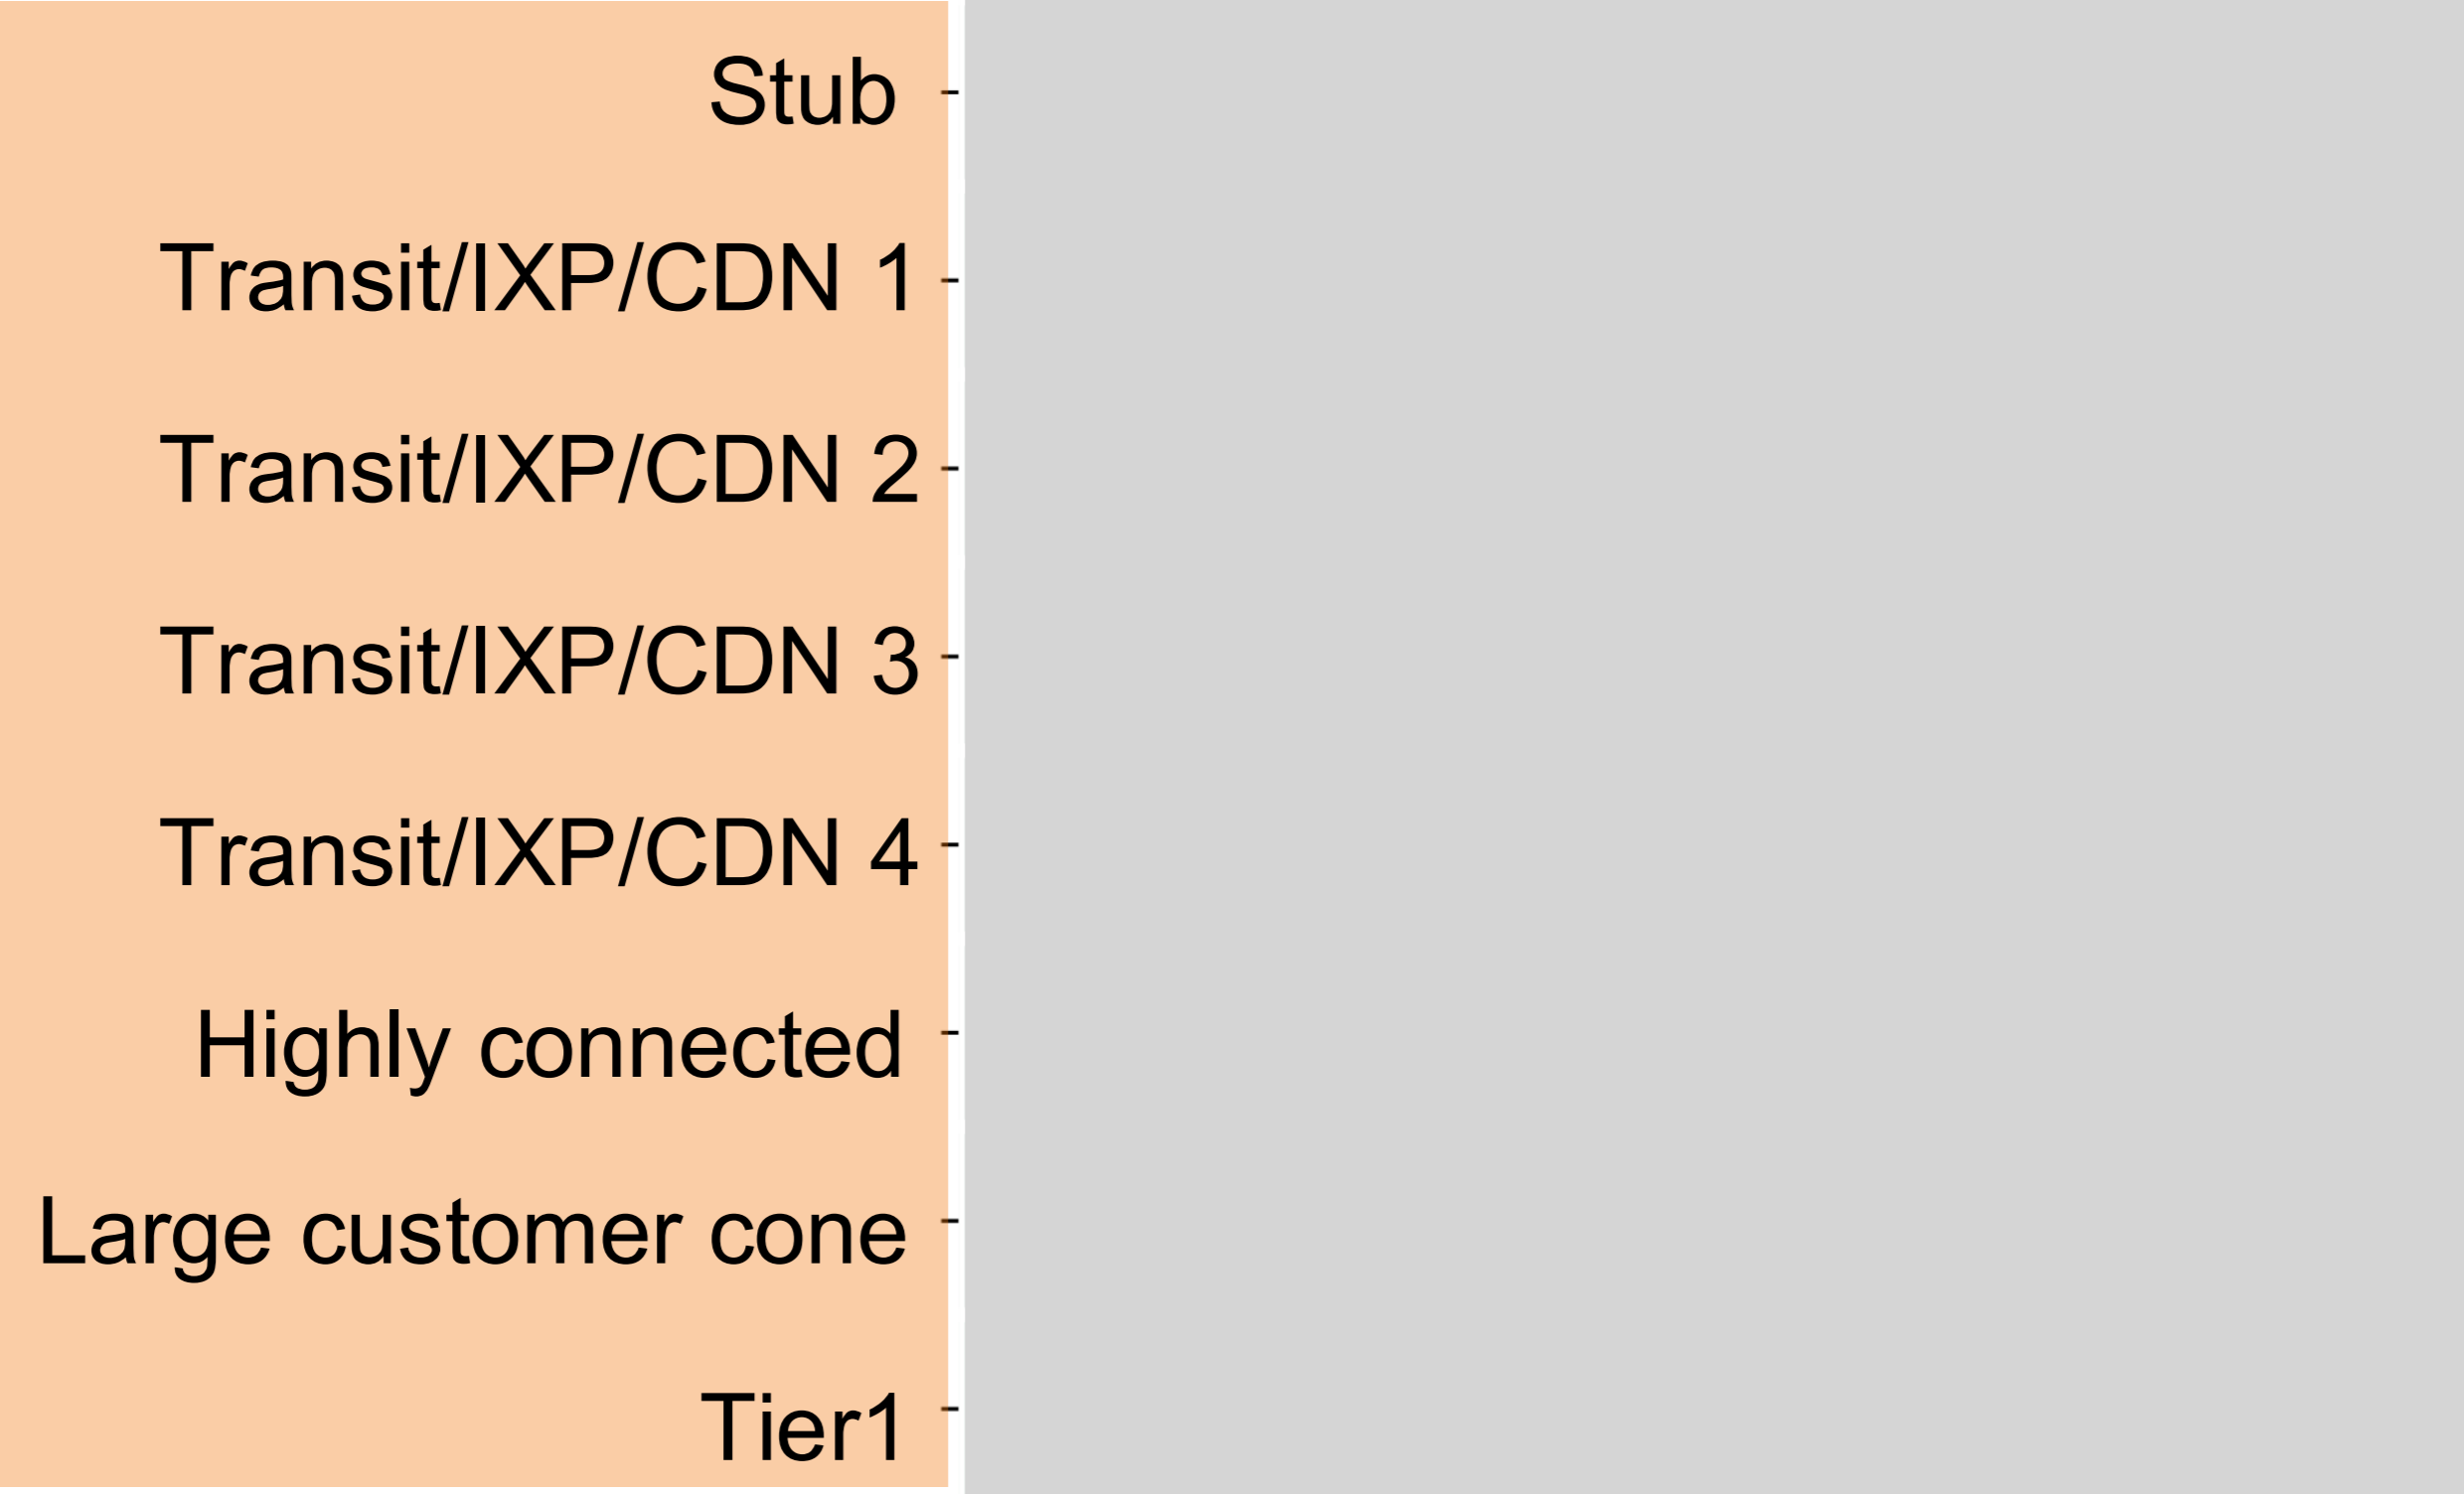 Stub
Transit/IXP/CDN 1
Transit/IXP/CDN 2
Transit/IXP/CDN 3
Transit/IXP/CDN 4
Highly connected
Large customer cone
Tier1